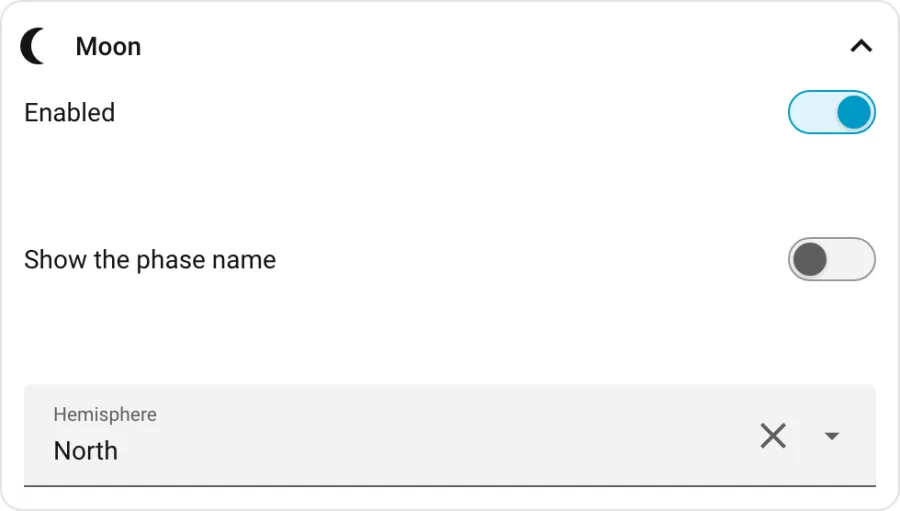 Moon
Enabled
Show the phase name
Hemisphere
North